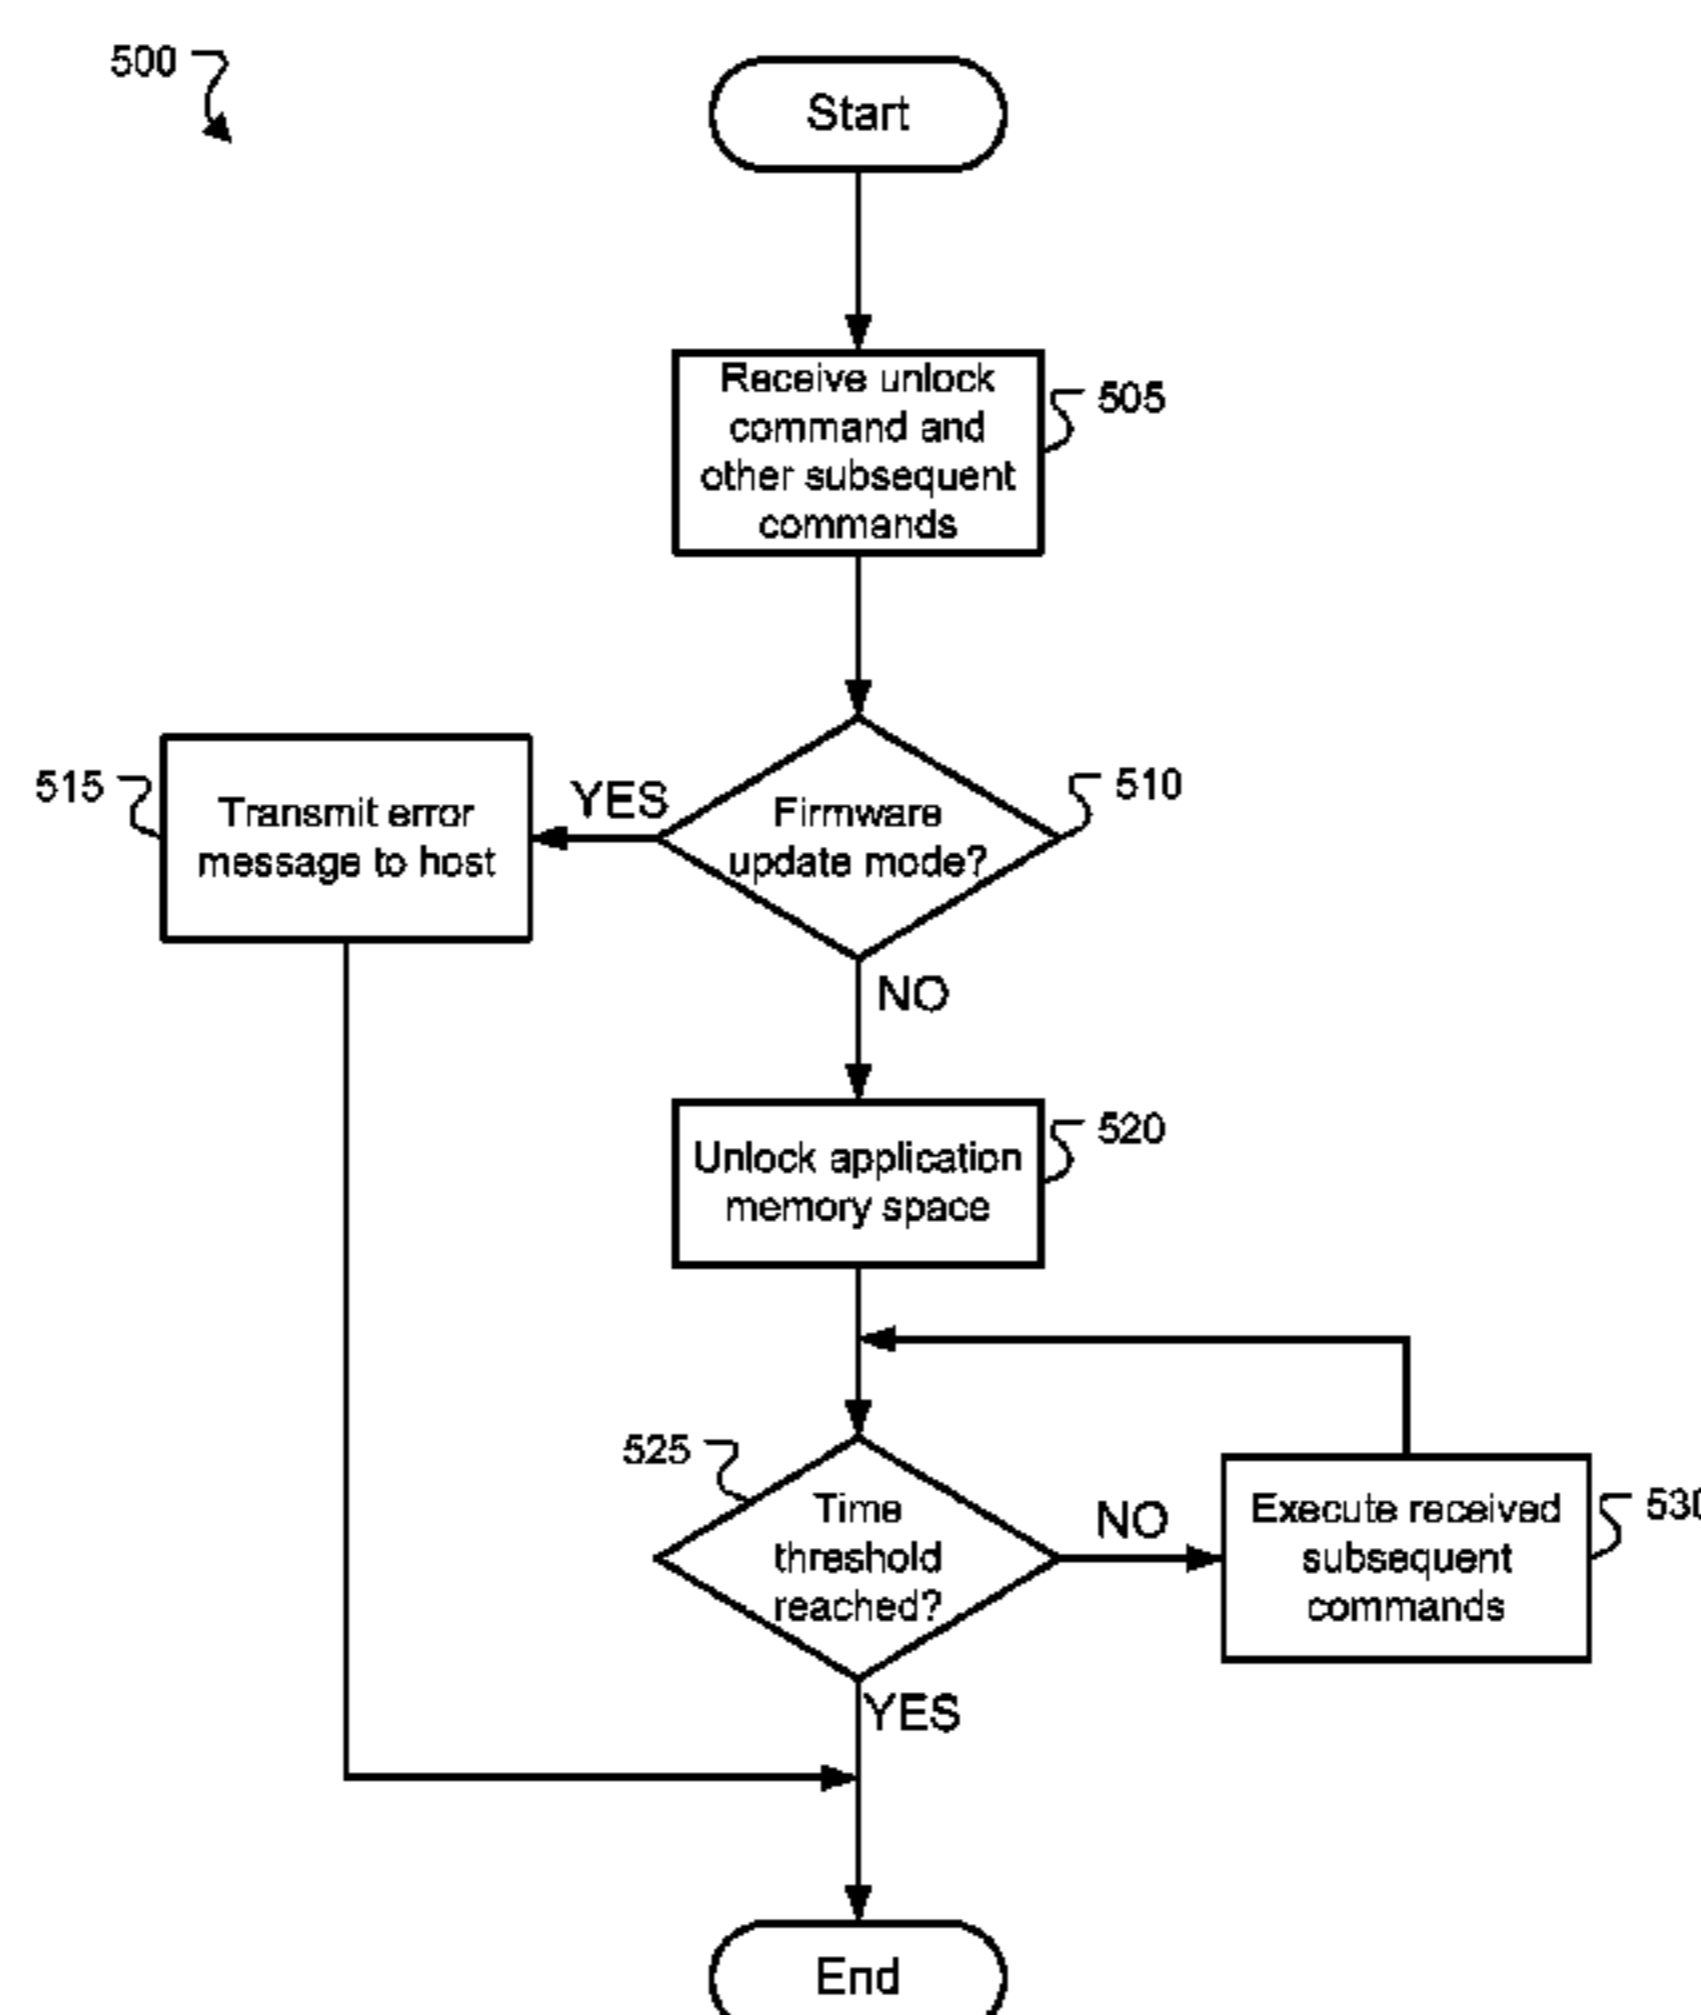 500
Start
Receive unlock
command and
other subsequent
commands
505
515
Transmit error
message to host
YES
Firmware
update mode?
510
NO
Unlock application
memory space
520
525
Time
threshold
reached?
NO
Execute received
subsequent
commands
530
YES
End